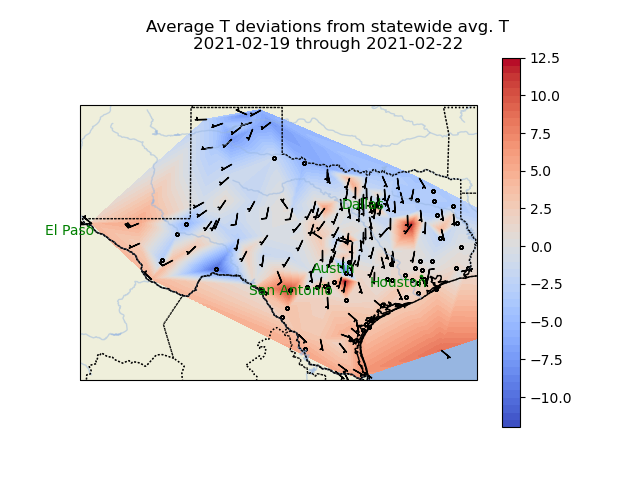 Average T deviations from statewide avg. T
2021-02-19 through 2021-02-22
12.5
10.0
7.5
5.0
2.5
0.0
−2.5
−5.0
−7.5
−10.0
Dallas
El Paso
Austin
San Antonio
Houston